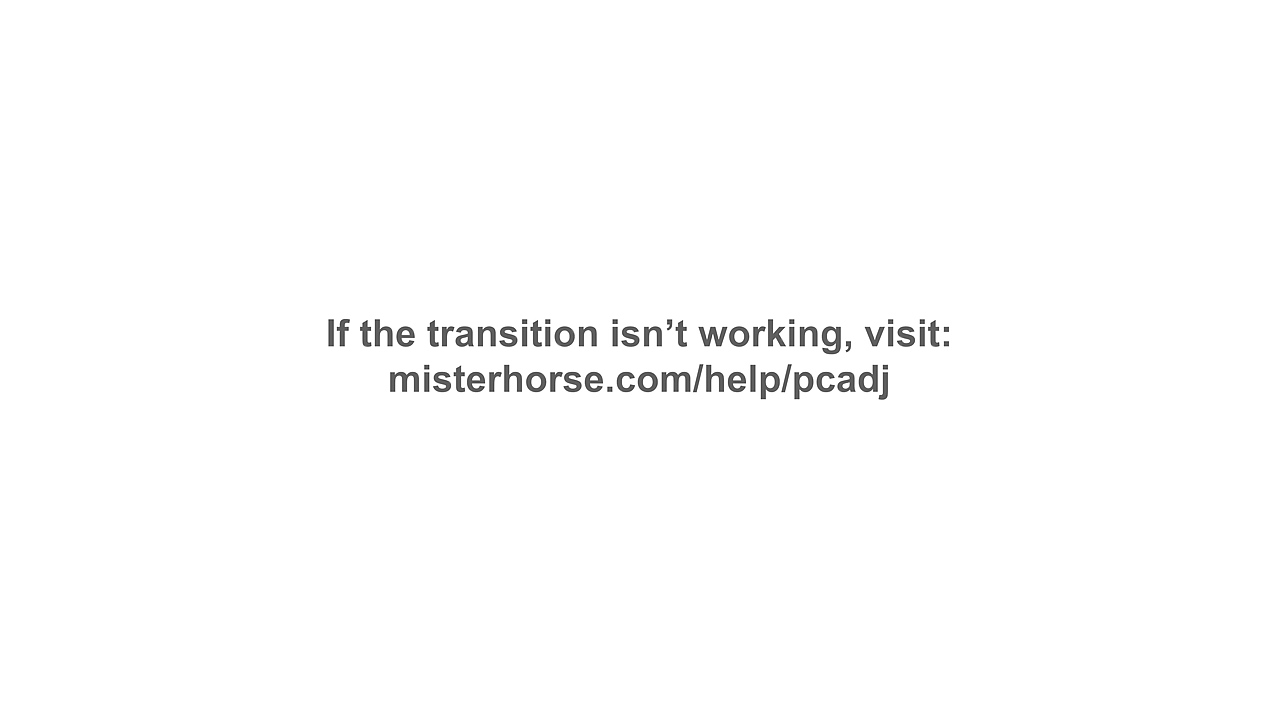 If the transition isn’t working, visit:
misterhorse.com/help/pcadj